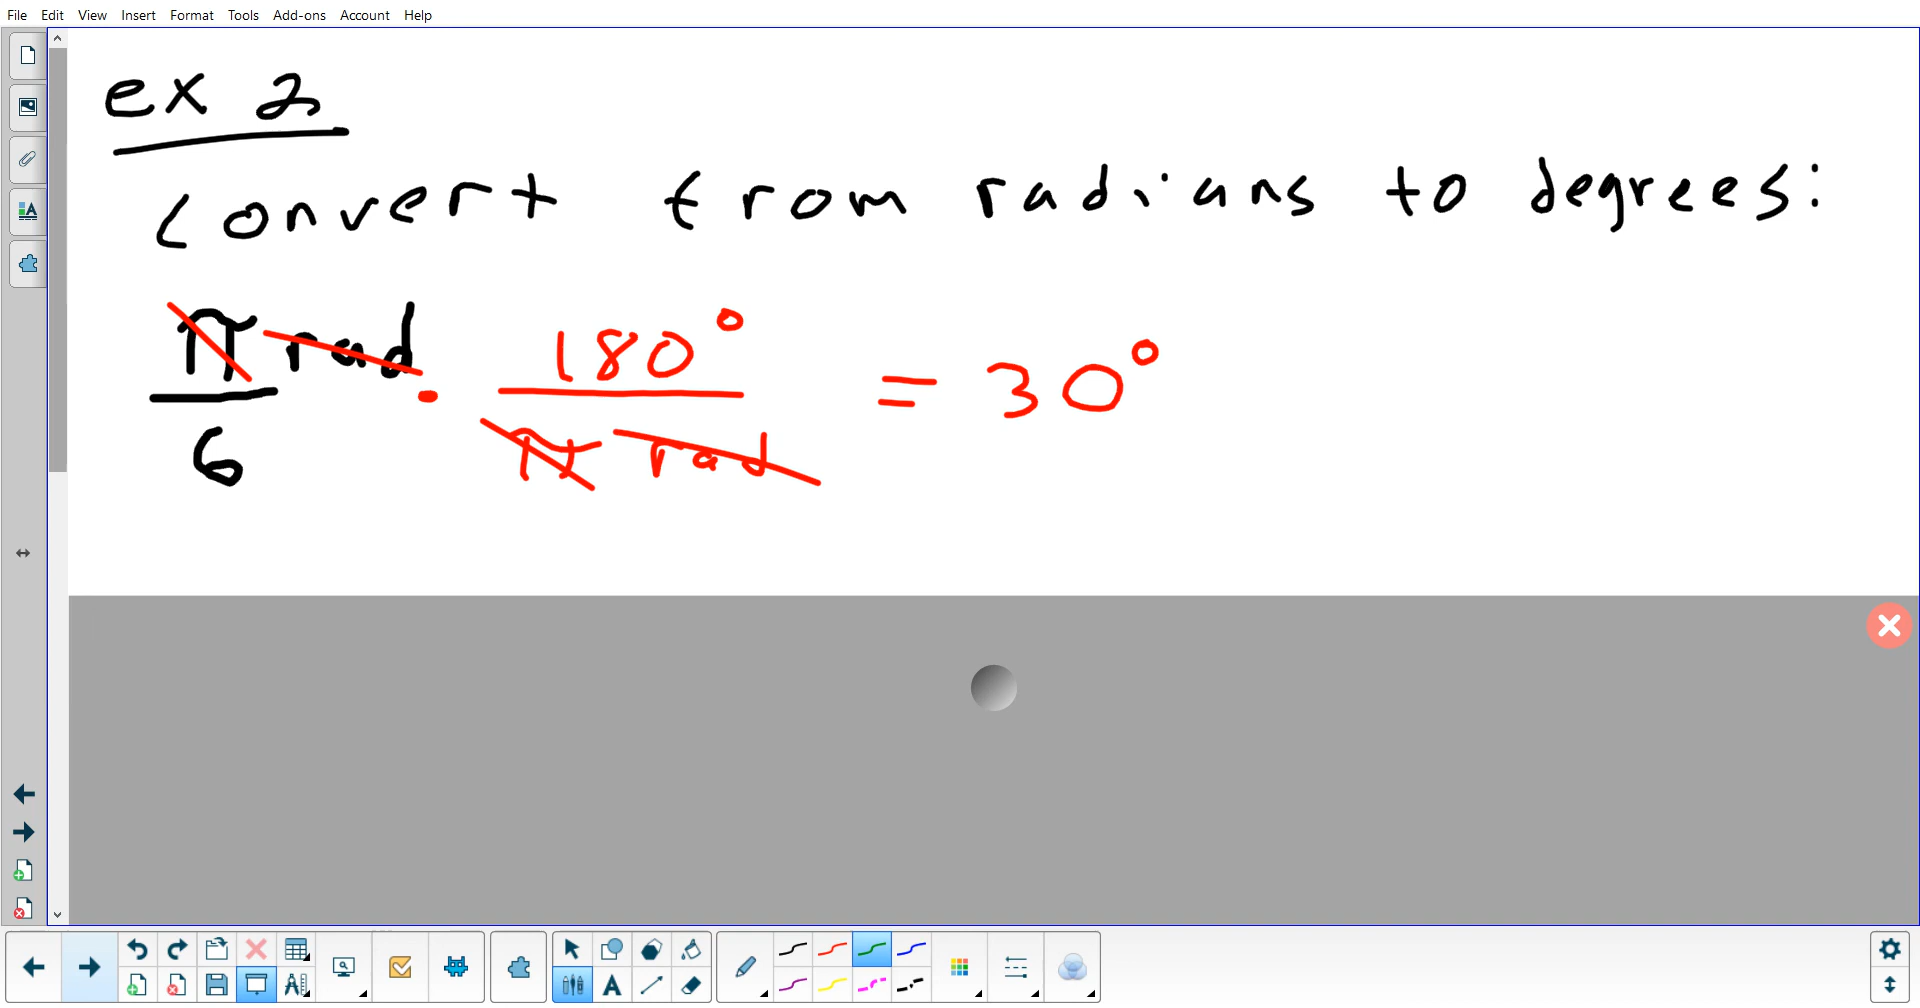 File Edit View Insert Format Tools Add-ons Account Help
ex 2
convert from radians to degrees:
π rad/6 · 180°/π rad = 30°